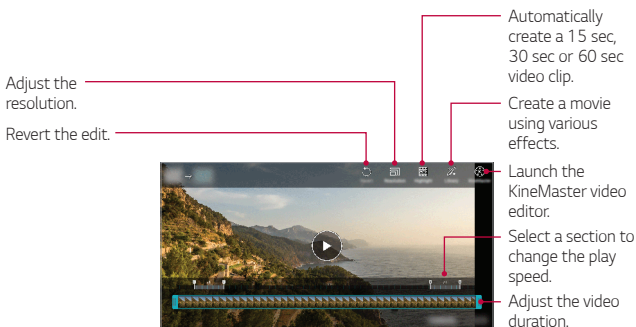 Automatically
create a 15 sec,
30 sec or 60 sec
video clip.
Adjust the
resolution.
Create a movie
using various
effects.
Revert the edit.
Launch the
KineMaster video
editor.
Select a section to
change the play
speed.
Adjust the video
duration.